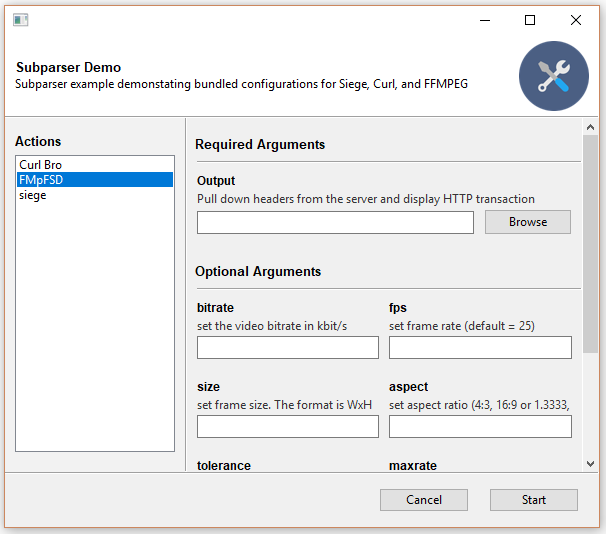 Subparser Demo
Subparser example demonstating bundled configurations for Siege, Curl, and FFMPEG
Actions
Curl Bro
FMpFSD
siege
Required Arguments
Output
Pull down headers from the server and display HTTP transaction
Browse
Optional Arguments
bitrate
set the video bitrate in kbit/s
fps
set frame rate (default = 25)
size
set frame size. The format is WxH
aspect
set aspect ratio (4:3, 16:9 or 1.3333,
tolerance
maxrate
Cancel
Start